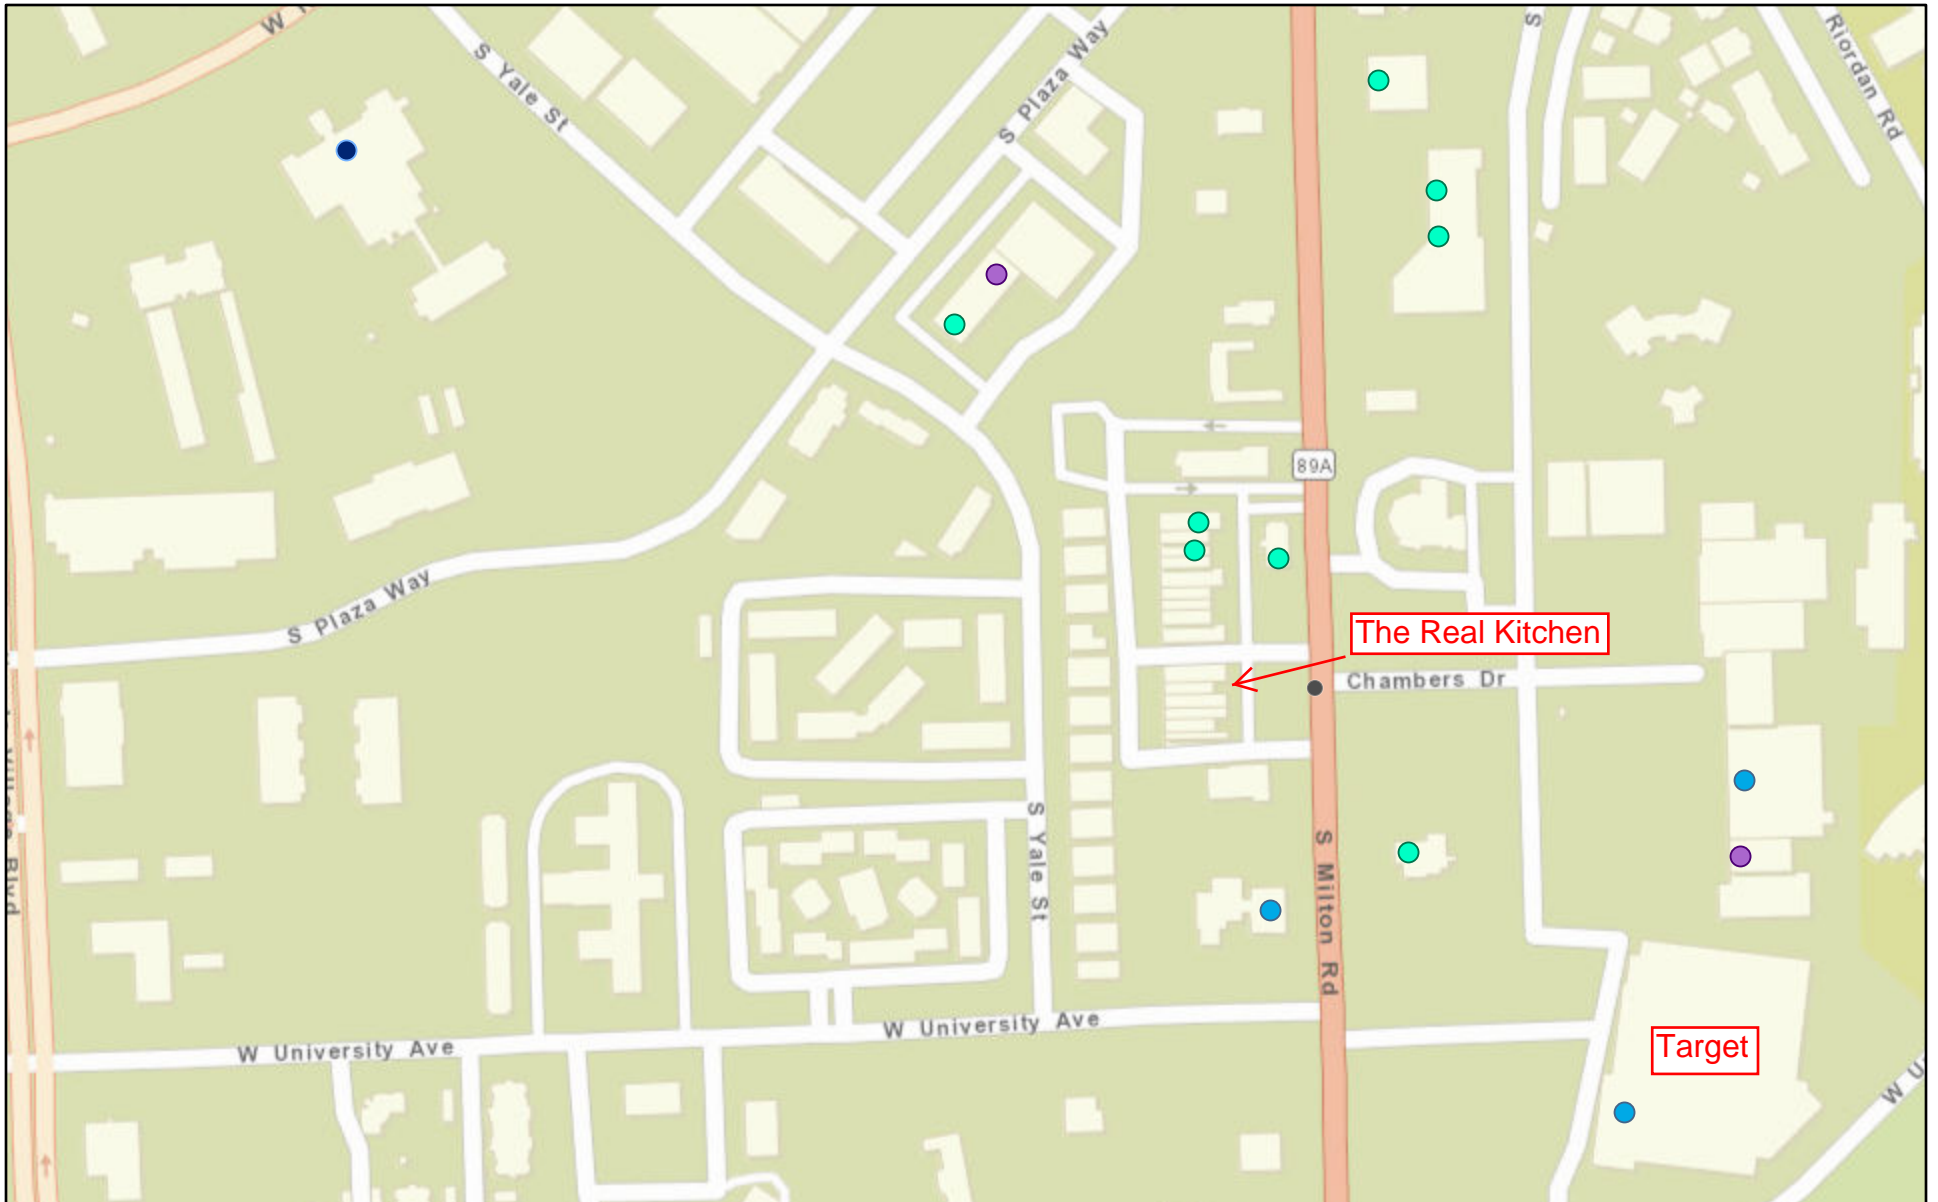 W
S Yale St
S Plaza Way
S
Riordan Rd
89A
The Real Kitchen
Chambers Dr
S Plaza Way
S Yale St
S Milton Rd
Blvd
W University Ave
W University Ave
Target
W U